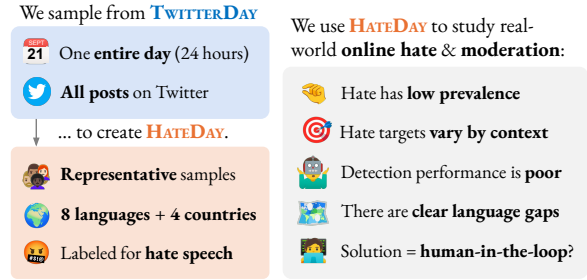 We sample from TWITTERDAY
SEPT
21
One entire day (24 hours)
All posts on Twitter
... to create HATEDAY.
Representative samples
8 languages + 4 countries
Labeled for hate speech
We use HATEDAY to study real-
world online hate & moderation:
Hate has low prevalence
Hate targets vary by context
Detection performance is poor
There are clear language gaps
Solution = human-in-the-loop?